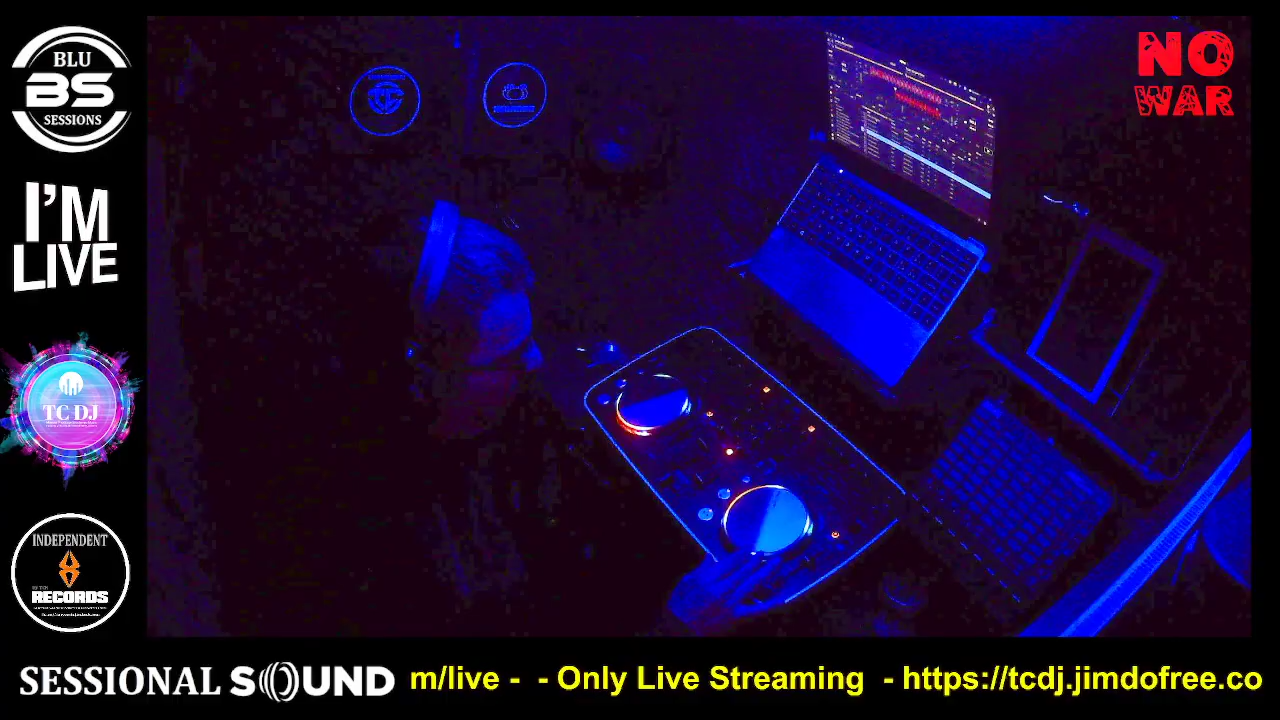 BLU
BS
SESSIONS
I'M
LIVE
TC DJ
INDEPENDENT
RECORDS
NO
WAR
SESSIONAL SOUND
m/live -  - Only Live Streaming  - https://tcdj.jimdofree.co